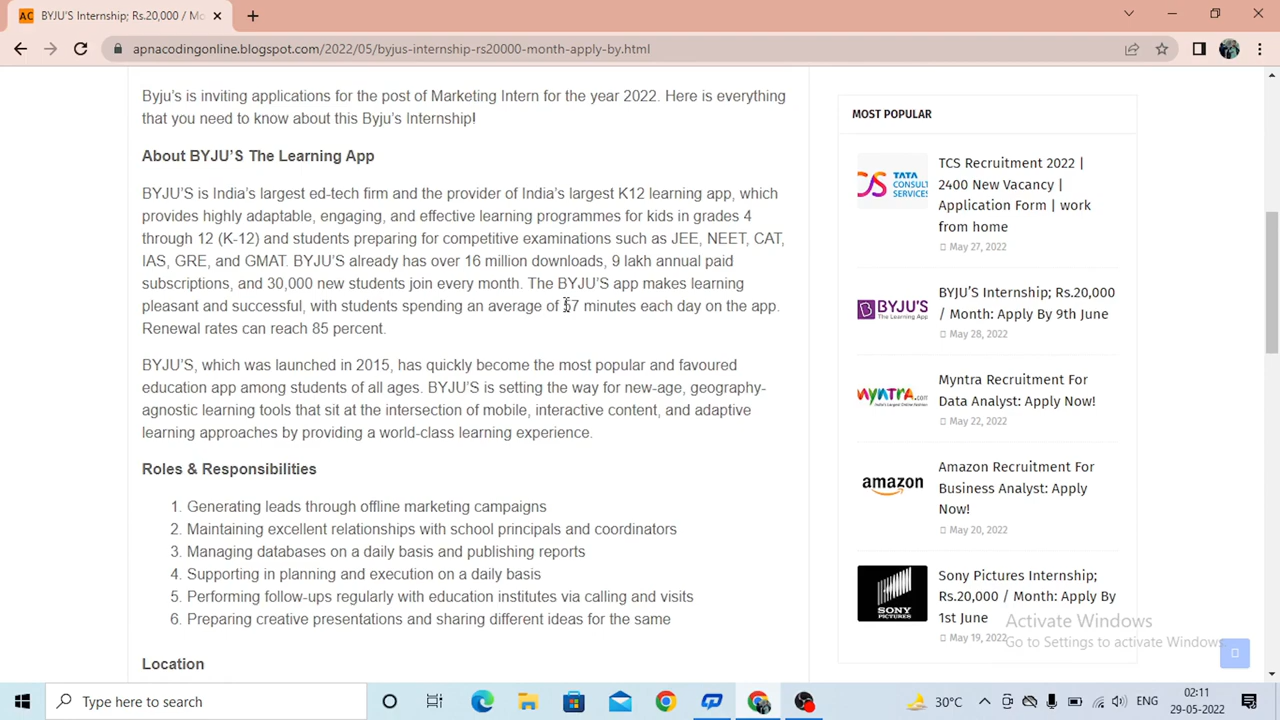 BYJU'S Internship; Rs.20,000 / Mo
apnacodingonline.blogspot.com/2022/05/byjus-internship-rs20000-month-apply-by.html
Byju's is inviting applications for the post of Marketing Intern for the year 2022. Here is everything
that you need to know about this Byju's Internship!
About BYJU'S The Learning App
BYJU'S is India's largest ed-tech firm and the provider of India's largest K12 learning app, which
provides highly adaptable, engaging, and effective learning programmes for kids in grades 4
through 12 (K-12) and students preparing for competitive examinations such as JEE, NEET, CAT,
IAS, GRE, and GMAT. BYJU'S already has over 16 million downloads, 9 lakh annual paid
subscriptions, and 30,000 new students join every month. The BYJU'S app makes learning
pleasant and successful, with students spending an average of 57 minutes each day on the app.
Renewal rates can reach 85 percent.
BYJU'S, which was launched in 2015, has quickly become the most popular and favoured
education app among students of all ages. BYJU'S is setting the way for new-age, geography-
agnostic learning tools that sit at the intersection of mobile, interactive content, and adaptive
learning approaches by providing a world-class learning experience.
Roles & Responsibilities
1. Generating leads through offline marketing campaigns
2. Maintaining excellent relationships with school principals and coordinators
3. Managing databases on a daily basis and publishing reports
4. Supporting in planning and execution on a daily basis
5. Performing follow-ups regularly with education institutes via calling and visits
6. Preparing creative presentations and sharing different ideas for the same
Location
MOST POPULAR
TATA
CONSULT
SERVICES
TCS Recruitment 2022 |
2400 New Vacancy |
Application Form | work
from home
May 27, 2022
BYJU'S
The Learning App
BYJU'S Internship; Rs.20,000
/ Month: Apply By 9th June
May 28, 2022
myntra.com
Myntra Recruitment For
Data Analyst: Apply Now!
May 22, 2022
amazon
Amazon Recruitment For
Business Analyst: Apply
Now!
May 20, 2022
SONY
PICTURES
Sony Pictures Internship;
Rs.20,000 / Month: Apply By
1st June
May 19, 2022
Activate Windows
Go to Settings to activate Windows.
Type here to search
30°C
ENG
02:11
29-05-2022